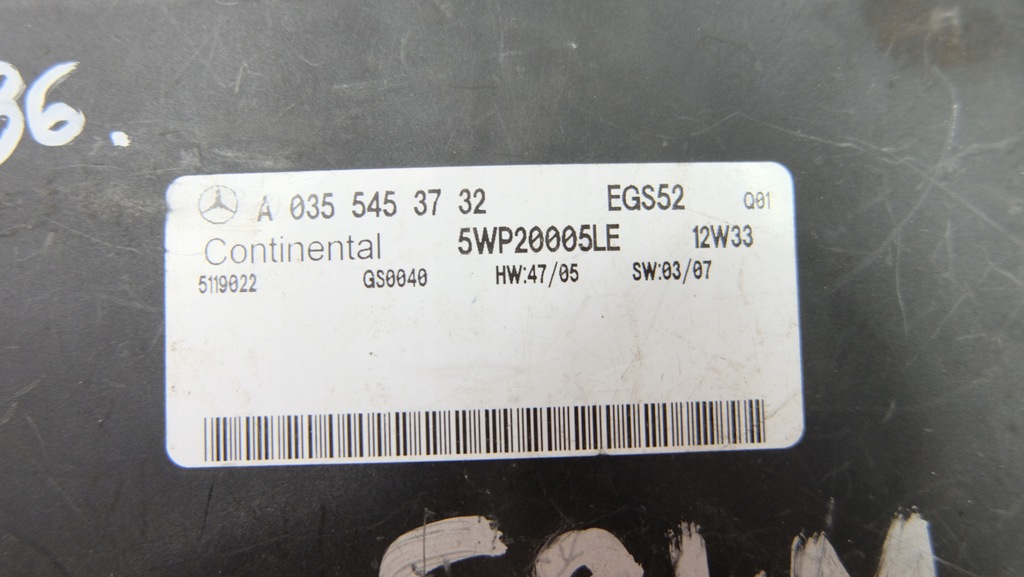 36.
A 035 545 37 32 EGS52 Q01
Continental 5WP20005LE 12W33
5119022 GS0040 HW:47/05 SW:03/07